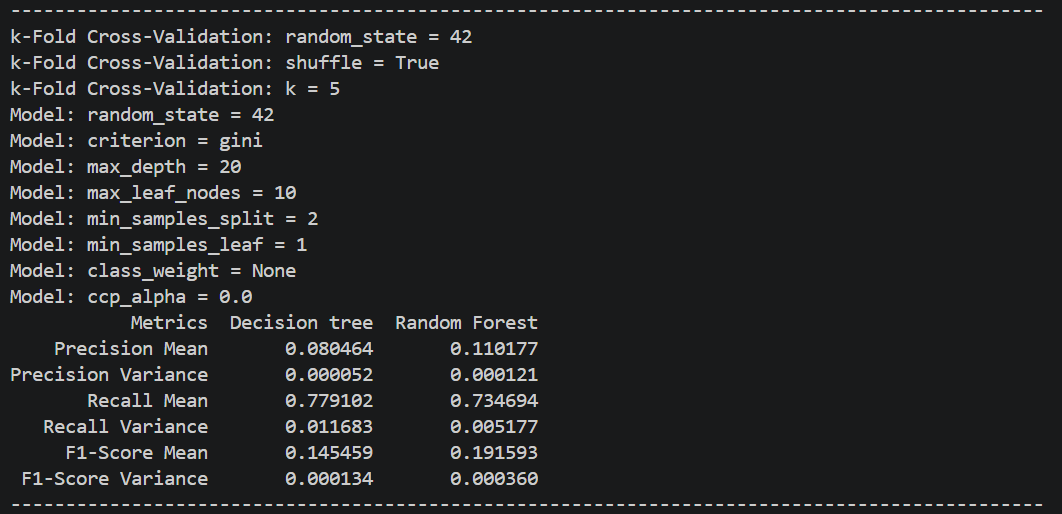 ----------------------------------------------------------------------------------------------
k-Fold Cross-Validation: random_state = 42
k-Fold Cross-Validation: shuffle = True
k-Fold Cross-Validation: k = 5
Model: random_state = 42
Model: criterion = gini
Model: max_depth = 20
Model: max_leaf_nodes = 10
Model: min_samples_split = 2
Model: min_samples_leaf = 1
Model: class_weight = None
Model: ccp_alpha = 0.0
           Metrics  Decision tree  Random Forest
    Precision Mean       0.080464       0.110177
Precision Variance       0.000052       0.000121
       Recall Mean       0.779102       0.734694
   Recall Variance       0.011683       0.005177
     F1-Score Mean       0.145459       0.191593
 F1-Score Variance       0.000134       0.000360
----------------------------------------------------------------------------------------------